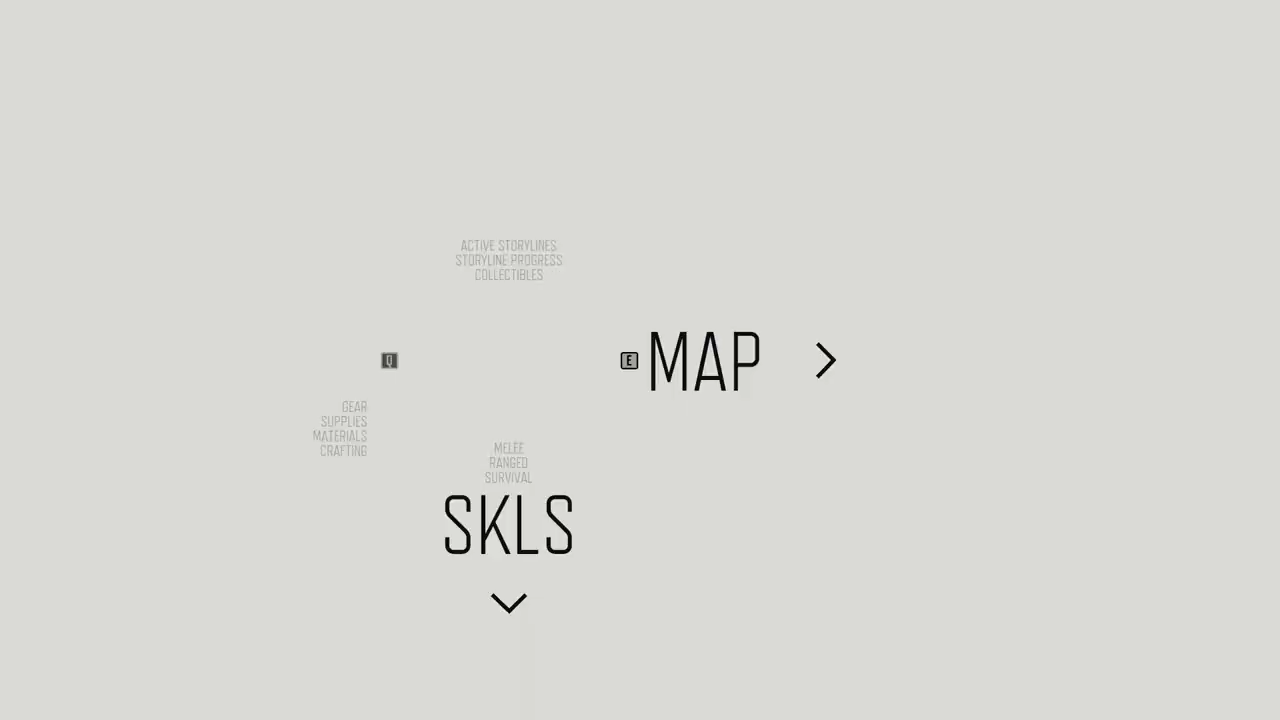 ACTIVE STORYLINES
STORYLINE PROGRESS
COLLECTIBLES
Q
E MAP
GEAR
SUPPLIES
MATERIALS
CRAFTING
MELEE
RANGED
SURVIVAL
SKLS